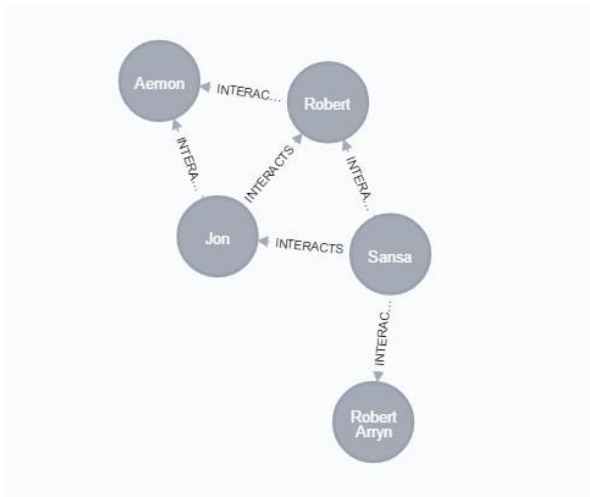 Aemon
INTERAC...
Robert
INTERA...
INTERACTS
INTERA...
Jon
INTERACTS
Sansa
INTERAC...
Robert
Arryn